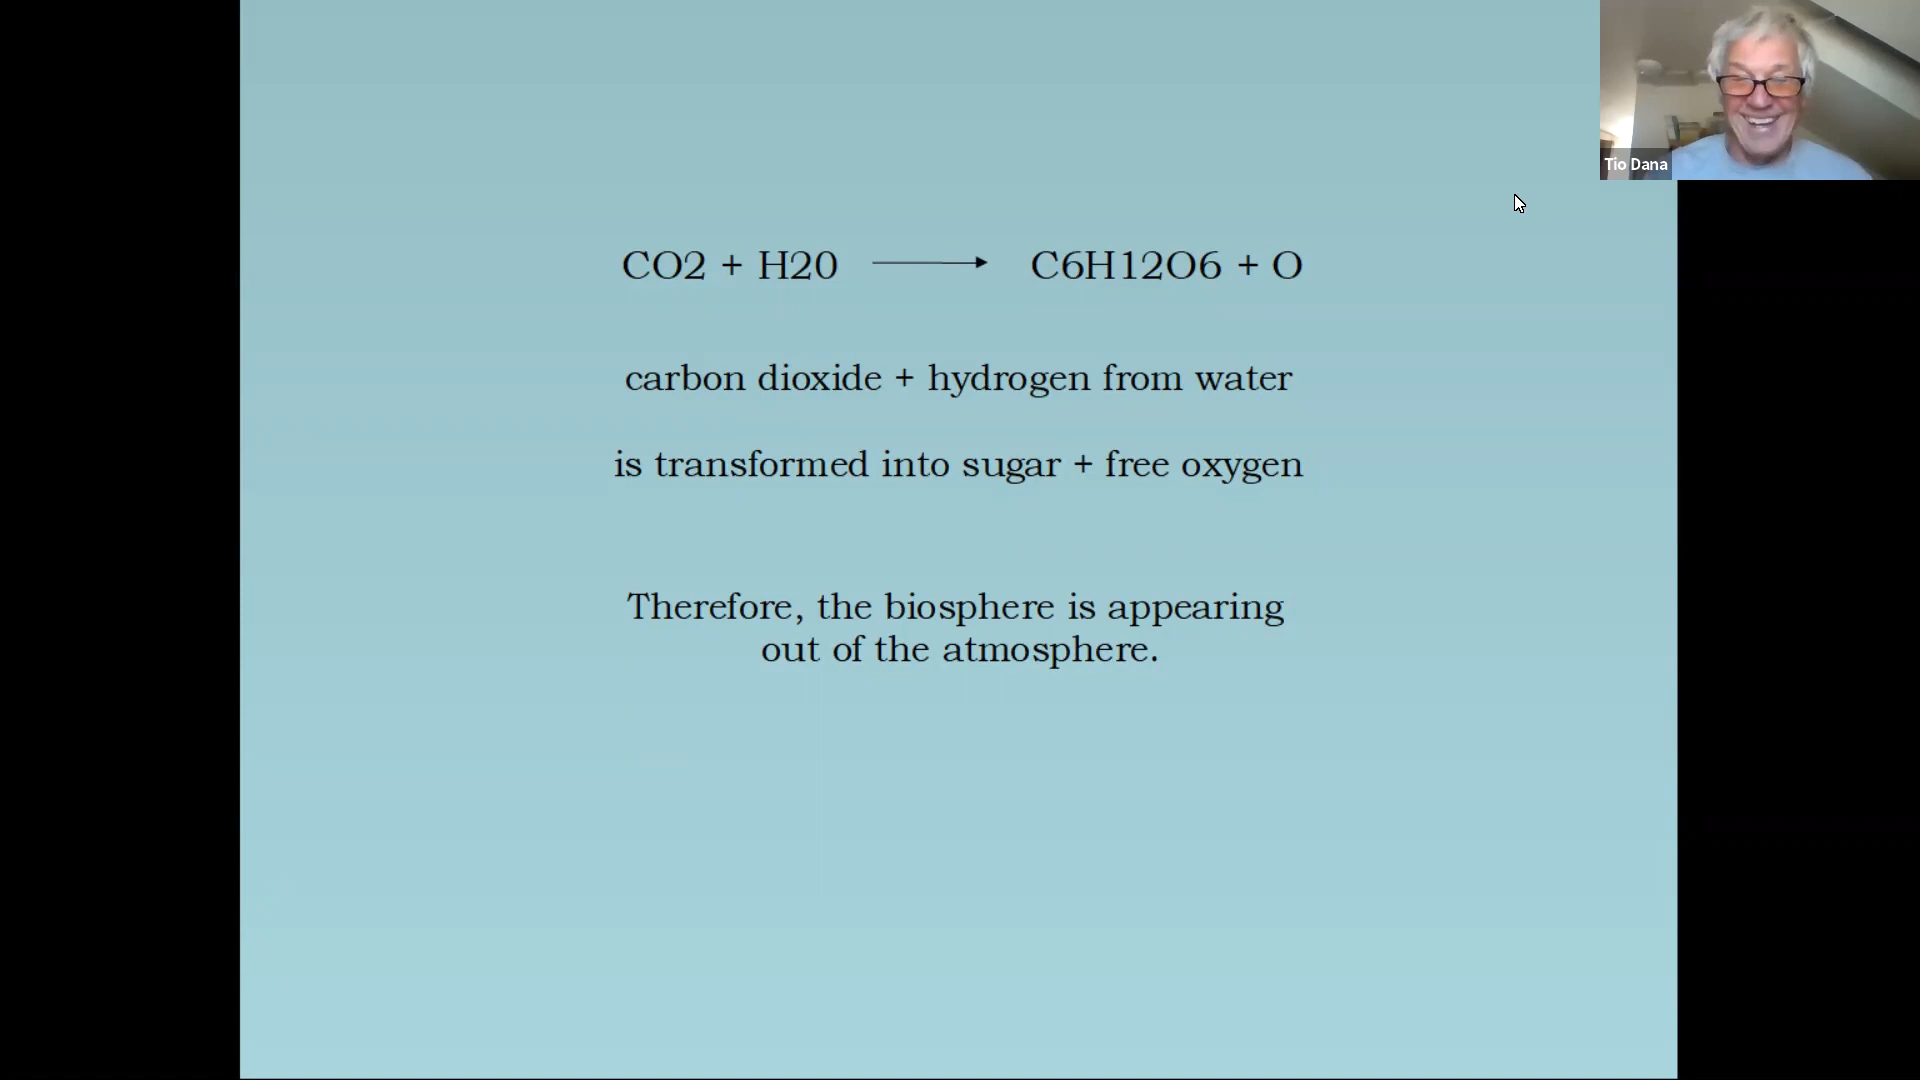 Tio Dana
CO2 + H20 → C6H12O6 + O
carbon dioxide + hydrogen from water
is transformed into sugar + free oxygen
Therefore, the biosphere is appearing
out of the atmosphere.